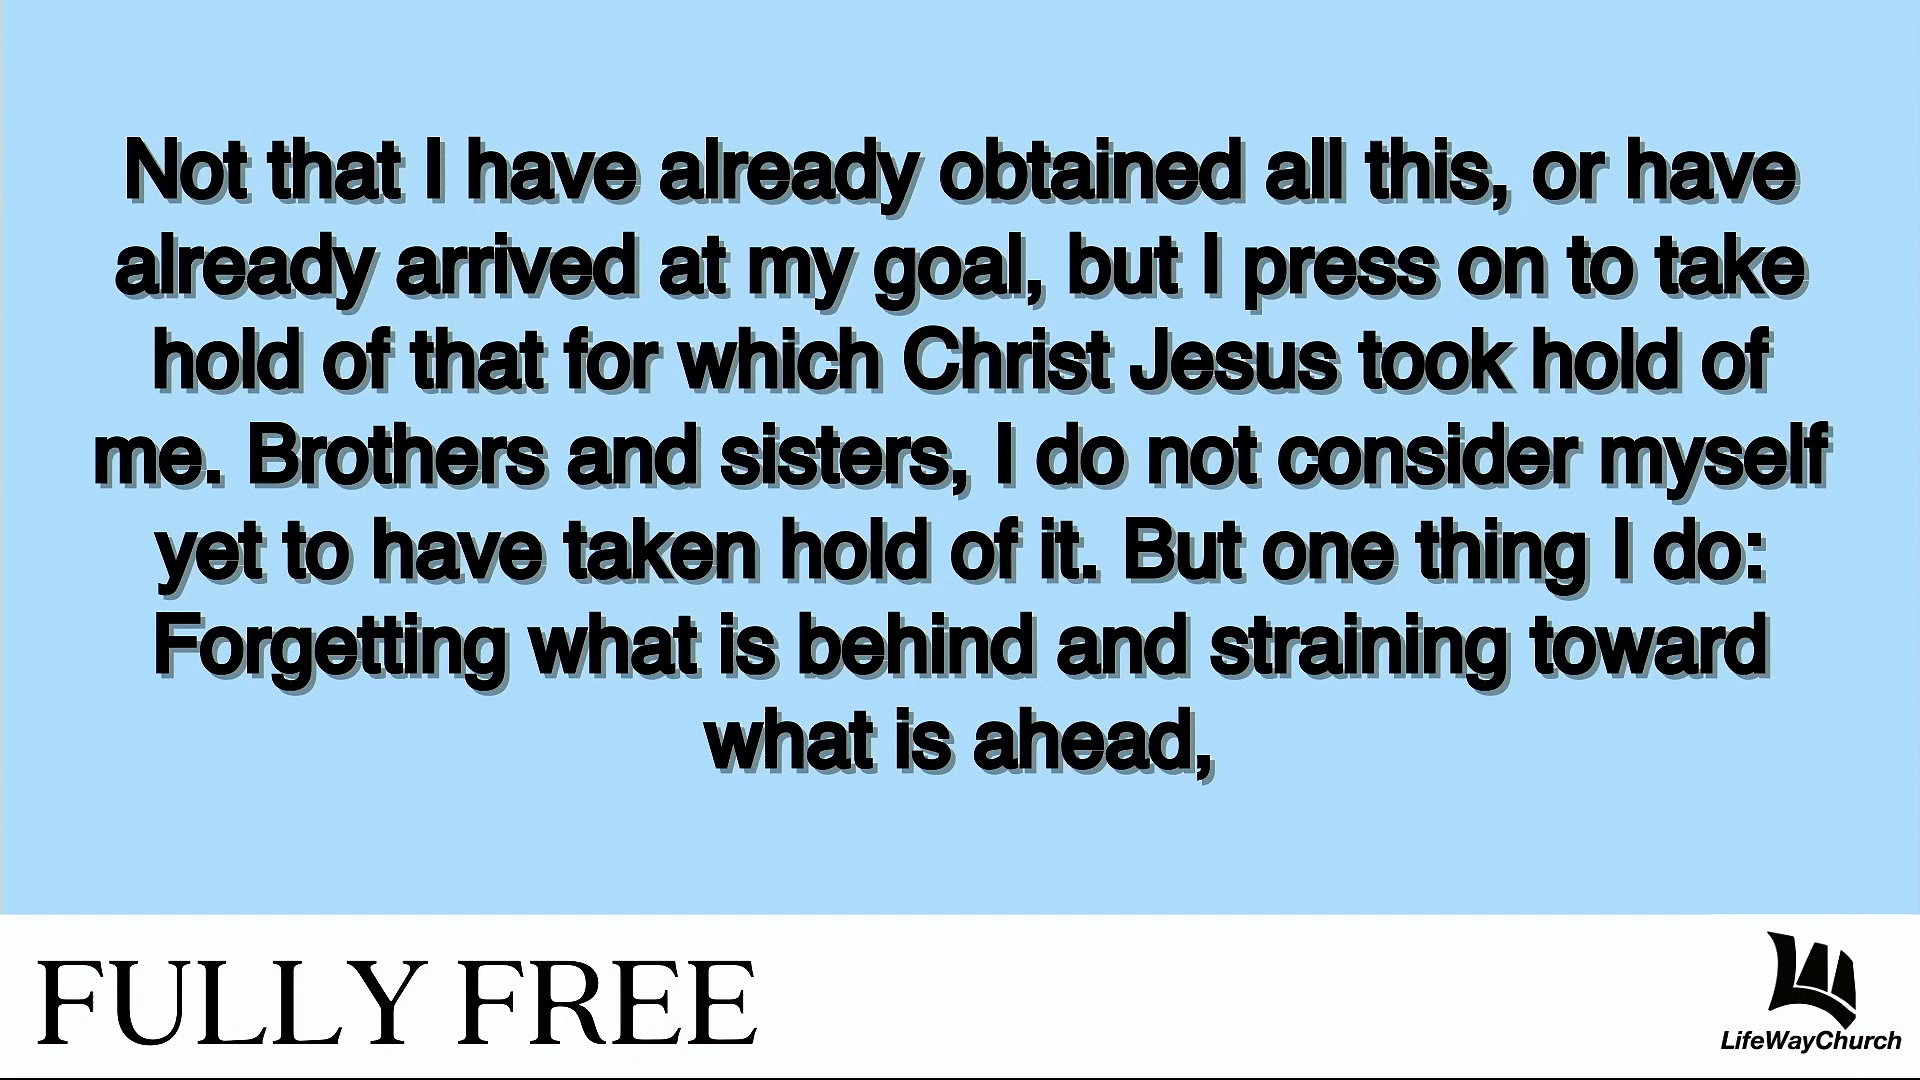 Not that I have already obtained all this, or have
already arrived at my goal, but I press on to take
hold of that for which Christ Jesus took hold of
me. Brothers and sisters, I do not consider myself
yet to have taken hold of it. But one thing I do:
Forgetting what is behind and straining toward
what is ahead,
FULLY FREE
LifeWayChurch